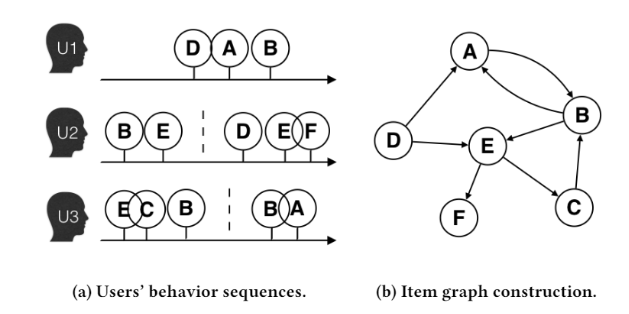 U1 D A B
U2 B E D E F
U3 E C B B A
(a) Users' behavior sequences.
A
B
D
E
F
C
(b) Item graph construction.